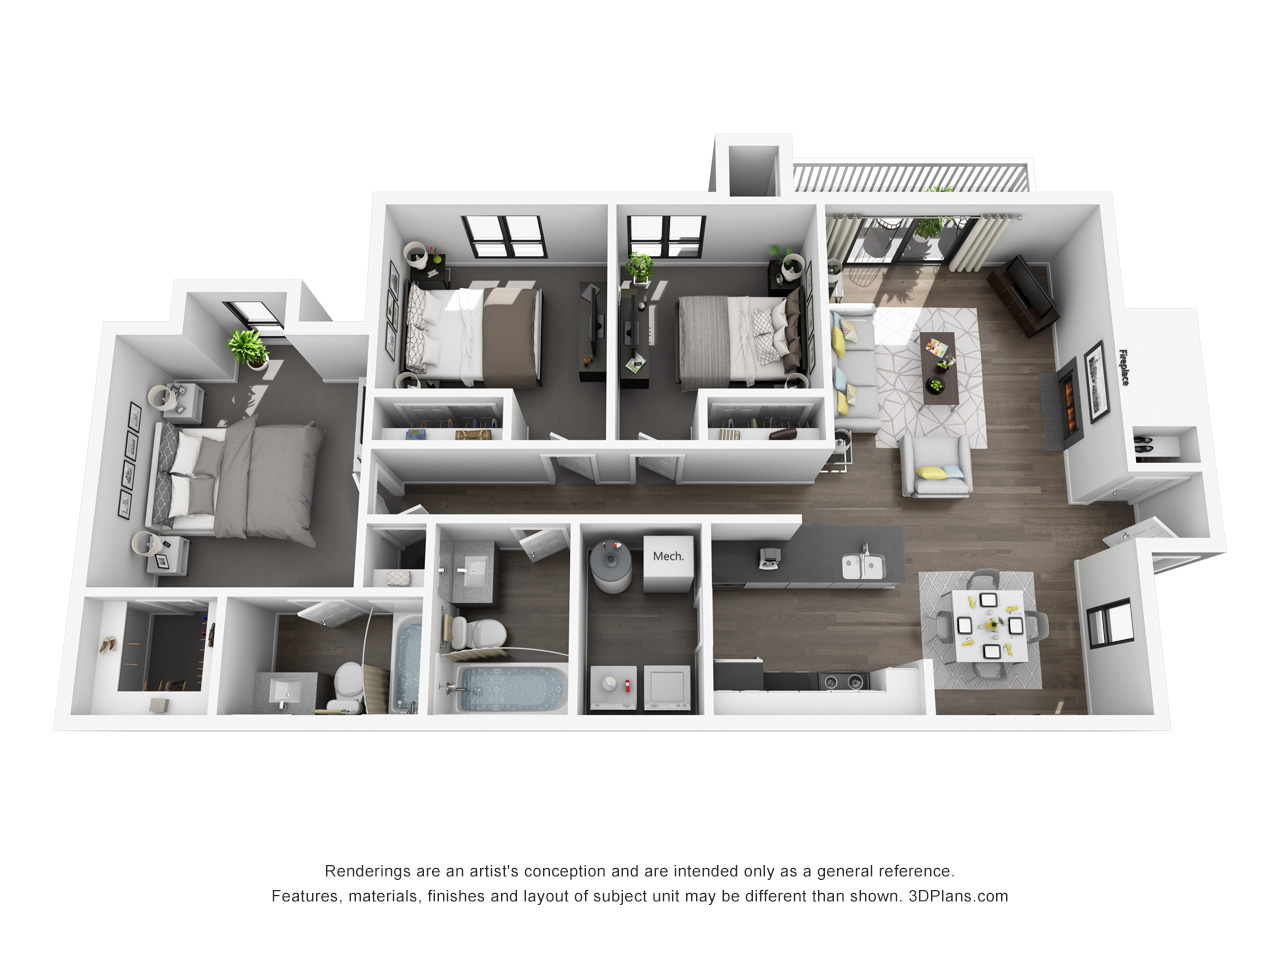 Fireplace
Mech.
Renderings are an artist's conception and are intended only as a general reference.
Features, materials, finishes and layout of subject unit may be different than shown. 3DPlans.com